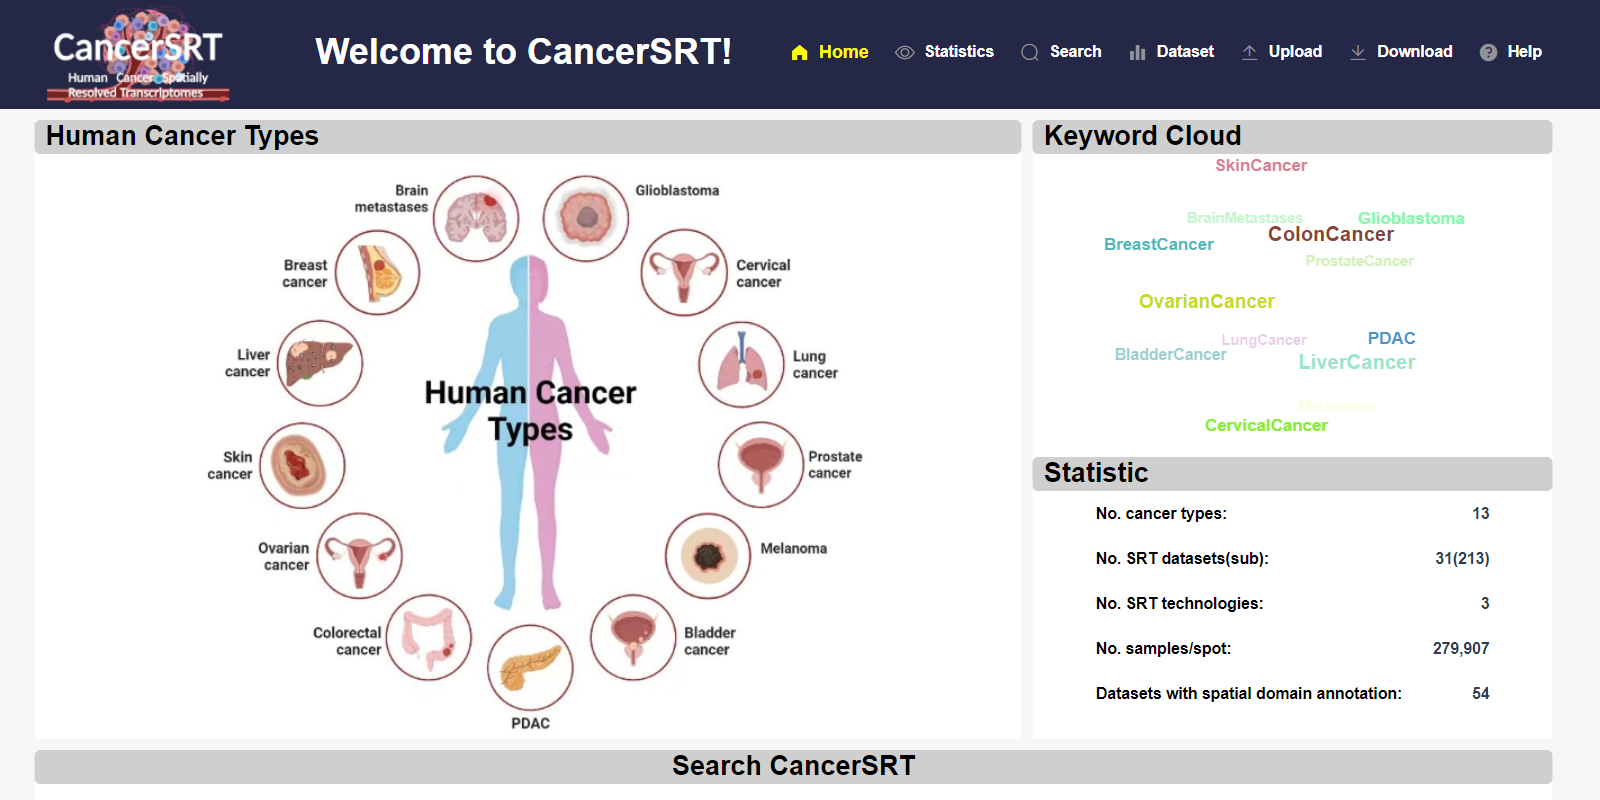 CancerSRT
Human Cancer Spatially
Resolved Transcriptomes
Welcome to CancerSRT!
Home
Statistics
Search
Dataset
Upload
Download
Help
Human Cancer Types
Brain
metastases
Glioblastoma
Breast
cancer
Cervical
cancer
Liver
cancer
Lung
cancer
Human Cancer
Types
Skin
cancer
Prostate
cancer
Ovarian
cancer
Melanoma
Colorectal
cancer
Bladder
cancer
PDAC
Keyword Cloud
SkinCancer
BrainMetastases
Glioblastoma
ColonCancer
BreastCancer
ProstateCancer
OvarianCancer
LungCancer
PDAC
BladderCancer
LiverCancer
Melanoma
CervicalCancer
Statistic
No. cancer types: 13
No. SRT datasets(sub): 31(213)
No. SRT technologies: 3
No. samples/spot: 279,907
Datasets with spatial domain annotation: 54
Search CancerSRT